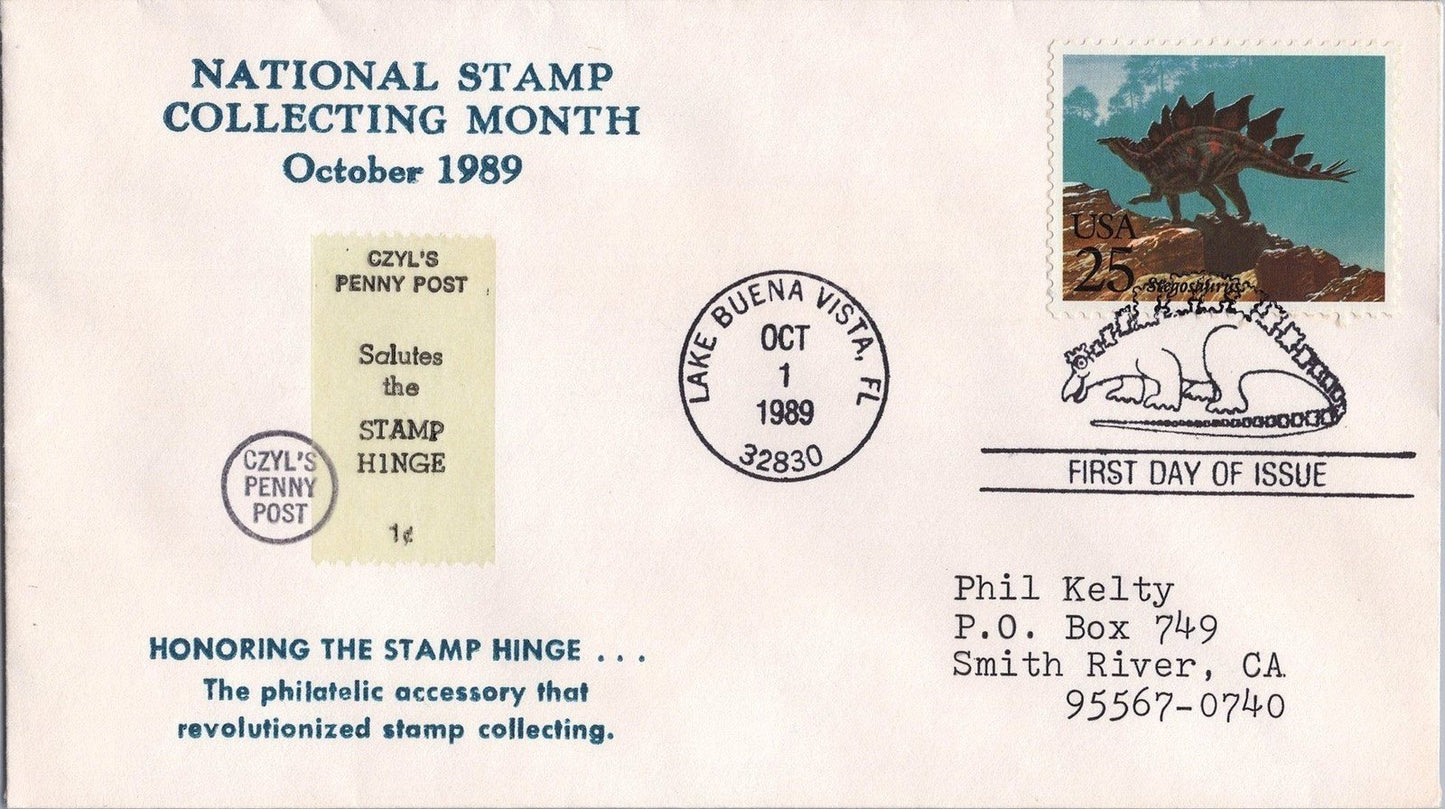 NATIONAL STAMP
COLLECTING MONTH
October 1989
CZYL'S
PENNY POST
Salutes
the
STAMP
H1NGE
1¢
CZYL'S
PENNY
POST
HONORING THE STAMP HINGE . . .
The philatelic accessory that
revolutionized stamp collecting.
LAKE BUENA VISTA, FL
OCT
1
1989
32830
USA
25
Stegosaurus
FIRST DAY OF ISSUE
Phil Kelty
P.O. Box 749
Smith River, CA
95567-0740